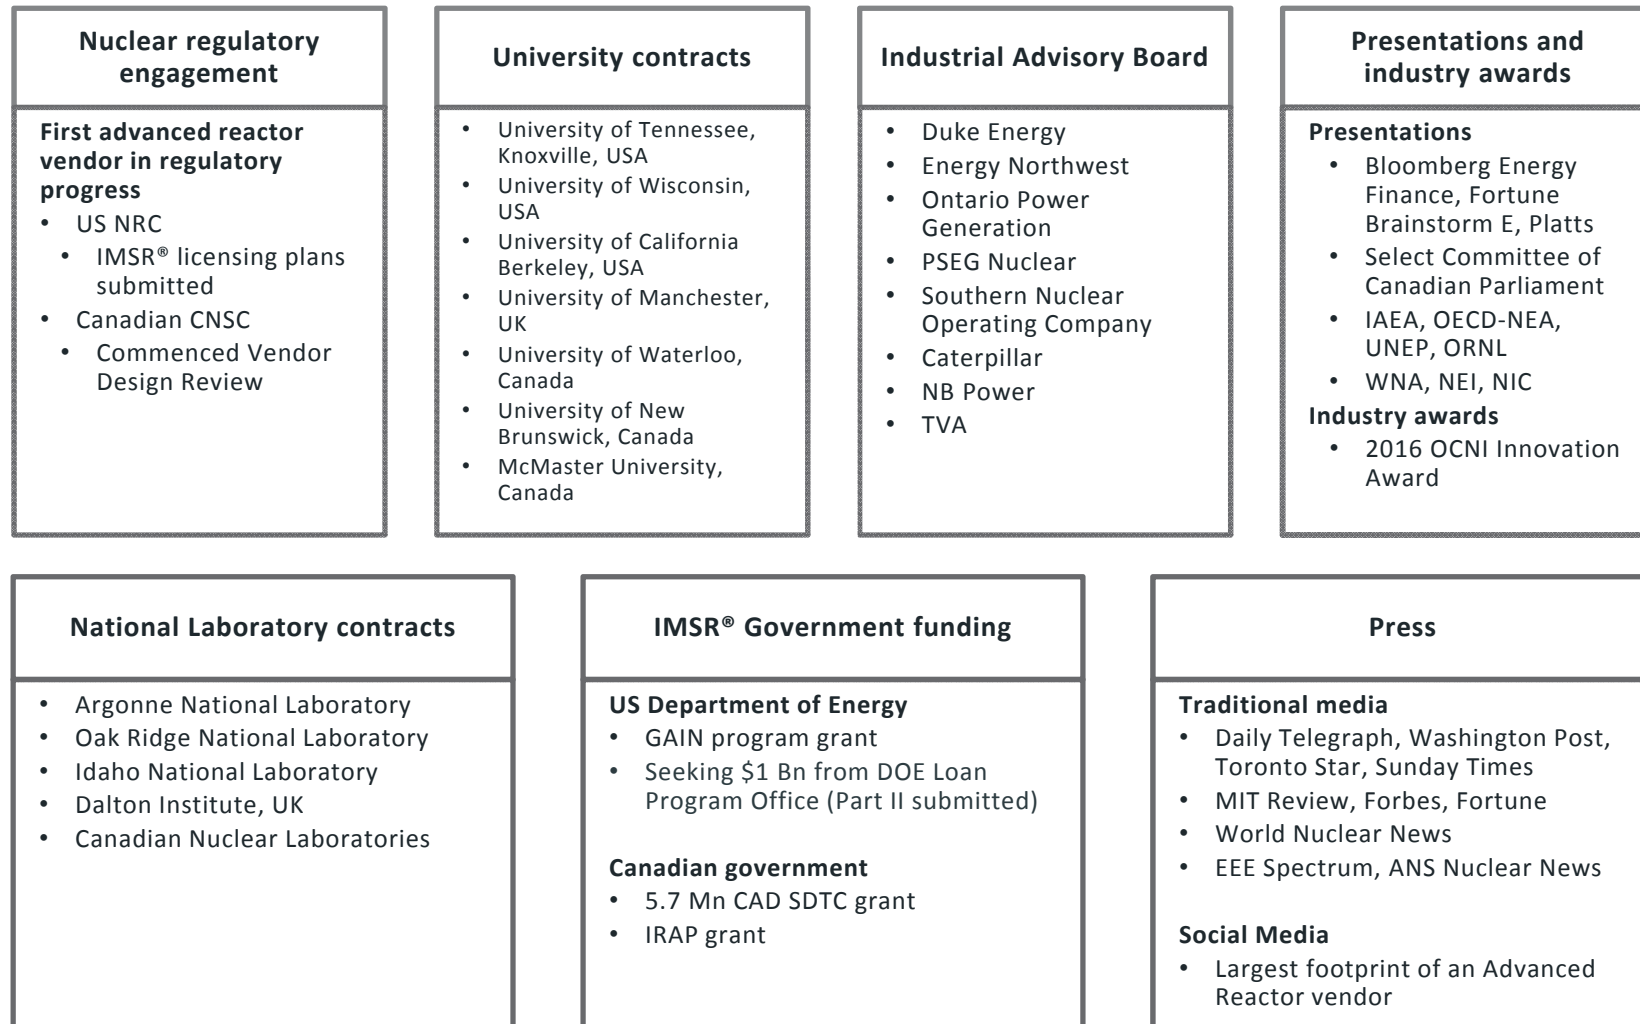 Nuclear regulatory
engagement
First advanced reactor
vendor in regulatory
progress
• US NRC
• IMSR® licensing plans
submitted
• Canadian CNSC
• Commenced Vendor
Design Review
University contracts
• University of Tennessee,
Knoxville, USA
• University of Wisconsin,
USA
• University of California
Berkeley, USA
• University of Manchester,
UK
• University of Waterloo,
Canada
• University of New
Brunswick, Canada
• McMaster University,
Canada
Industrial Advisory Board
• Duke Energy
• Energy Northwest
• Ontario Power
Generation
• PSEG Nuclear
• Southern Nuclear
Operating Company
• Caterpillar
• NB Power
• TVA
Presentations and
industry awards
Presentations
• Bloomberg Energy
Finance, Fortune
Brainstorm E, Platts
• Select Committee of
Canadian Parliament
• IAEA, OECD-NEA,
UNEP, ORNL
• WNA, NEI, NIC
Industry awards
• 2016 OCNI Innovation
Award
National Laboratory contracts
• Argonne National Laboratory
• Oak Ridge National Laboratory
• Idaho National Laboratory
• Dalton Institute, UK
• Canadian Nuclear Laboratories
IMSR® Government funding
US Department of Energy
• GAIN program grant
• Seeking $1 Bn from DOE Loan
Program Office (Part II submitted)
Canadian government
• 5.7 Mn CAD SDTC grant
• IRAP grant
Press
Traditional media
• Daily Telegraph, Washington Post,
Toronto Star, Sunday Times
• MIT Review, Forbes, Fortune
• World Nuclear News
• EEE Spectrum, ANS Nuclear News
Social Media
• Largest footprint of an Advanced
Reactor vendor